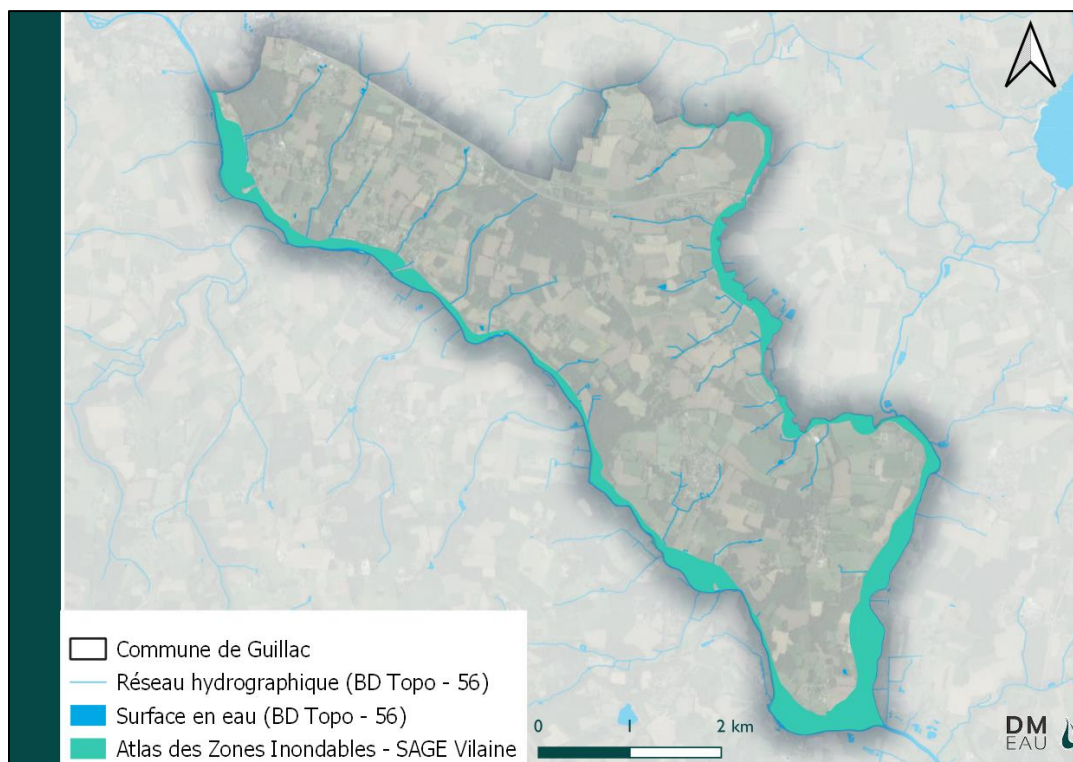 Commune de Guillac
Réseau hydrographique (BD Topo - 56)
Surface en eau (BD Topo - 56)
Atlas des Zones Inondables - SAGE Vilaine
0 1 2 km
DM
EAU